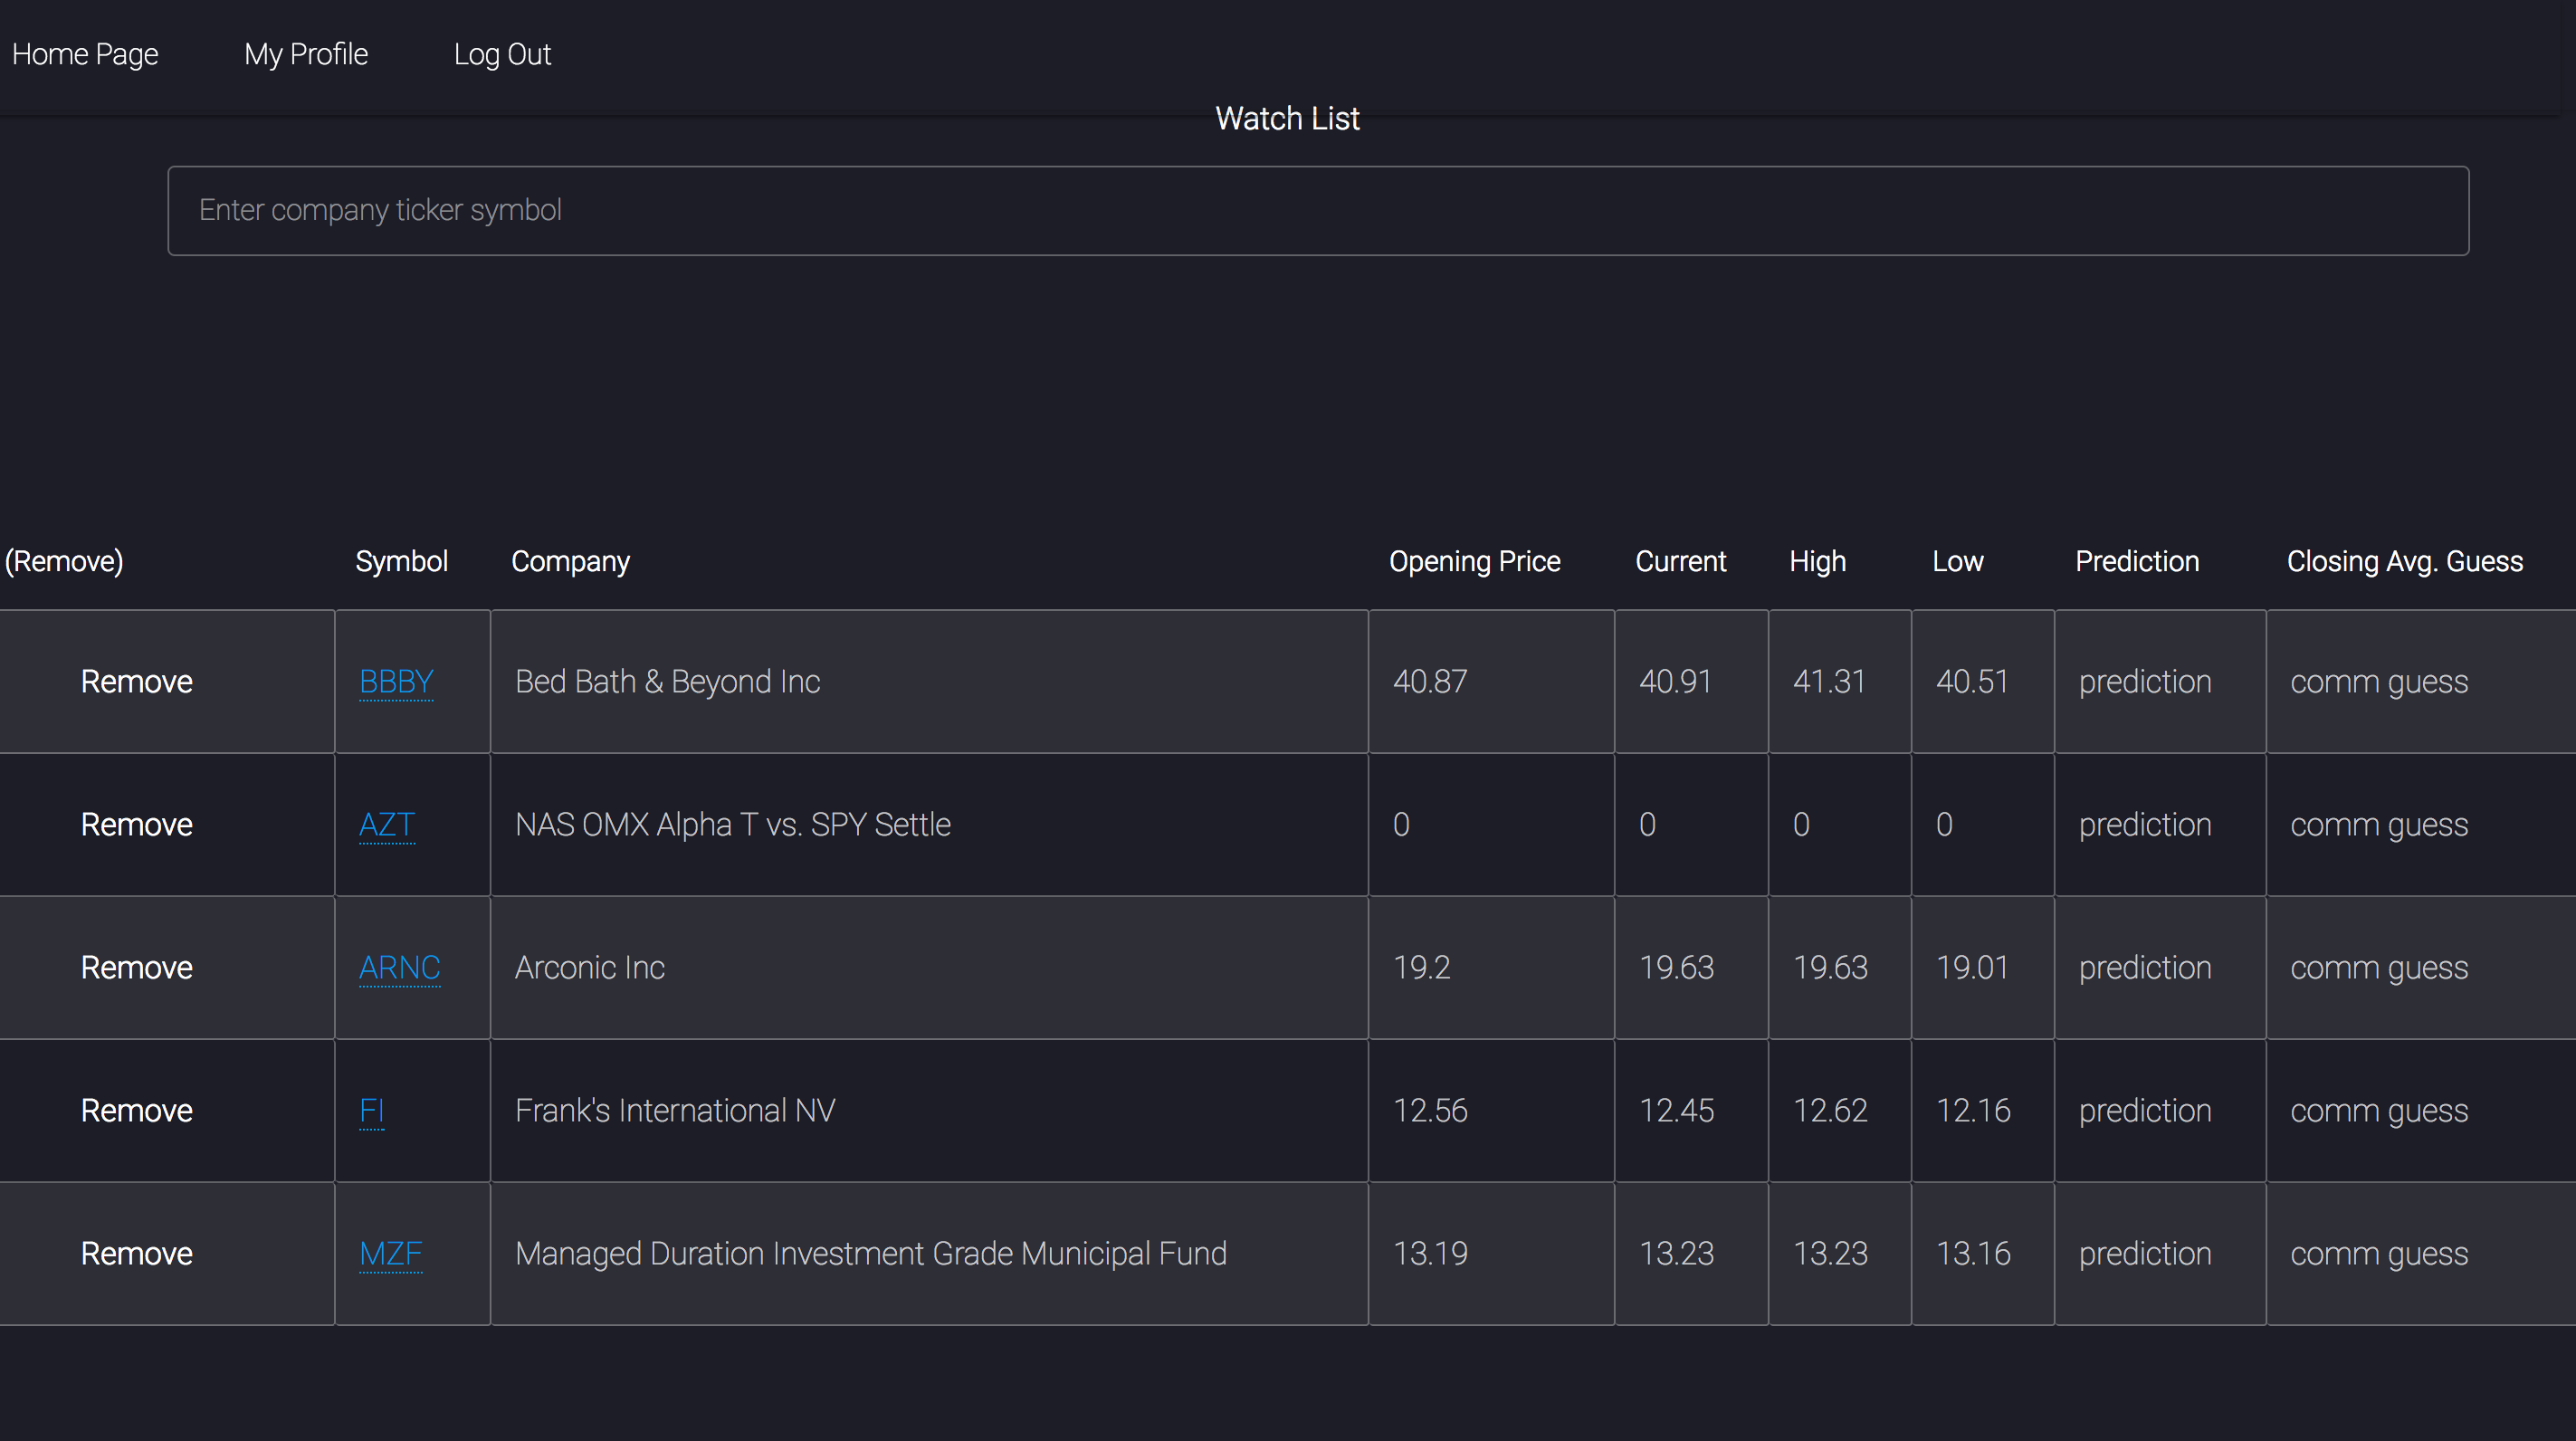 Home Page My Profile Log Out
Watch List
Enter company ticker symbol
(Remove) Symbol Company Opening Price Current High Low Prediction Closing Avg. Guess
Remove BBBY Bed Bath & Beyond Inc 40.87 40.91 41.31 40.51 prediction comm guess
Remove AZT NAS OMX Alpha T vs. SPY Settle 0 0 0 0 prediction comm guess
Remove ARNC Arconic Inc 19.2 19.63 19.63 19.01 prediction comm guess
Remove FI Frank's International NV 12.56 12.45 12.62 12.16 prediction comm guess
Remove MZF Managed Duration Investment Grade Municipal Fund 13.19 13.23 13.23 13.16 prediction comm guess